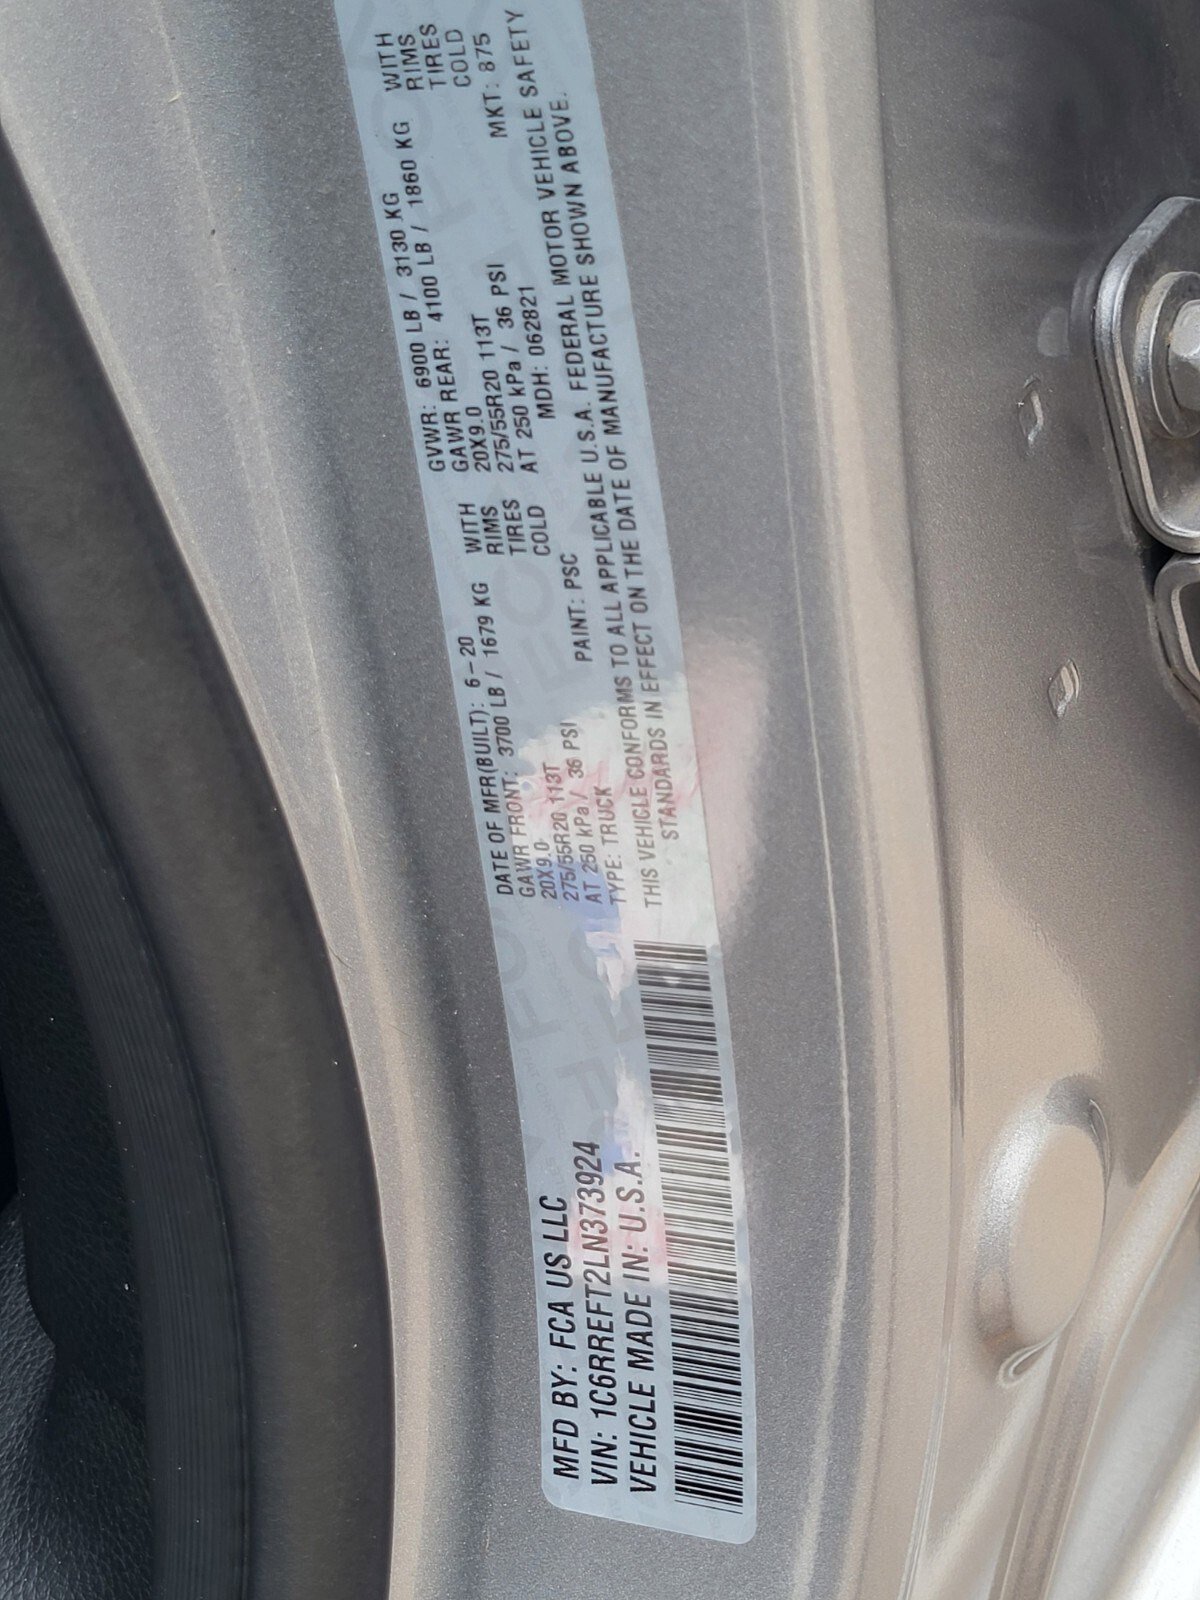 MFD BY: FCA US LLC
VIN: 1C6RREFT2LN373924
VEHICLE MADE IN: U.S.A.
DATE OF MFR(BUILT): 6-20
GAWR FRONT: 3700 LB / 1679 KG WITH
20X9.0 RIMS
275/55R20 113T TIRES
AT 250 kPa / 36 PSI COLD
TYPE: TRUCK PAINT: PSC
GVWR: 6900 LB / 3130 KG
GAWR REAR: 4100 LB / 1860 KG WITH
20X9.0 RIMS
275/55R20 113T TIRES
AT 250 kPa / 36 PSI COLD
MDH: 062821 MKT: 875
THIS VEHICLE CONFORMS TO ALL APPLICABLE U.S.A. FEDERAL MOTOR VEHICLE SAFETY
STANDARDS IN EFFECT ON THE DATE OF MANUFACTURE SHOWN ABOVE.